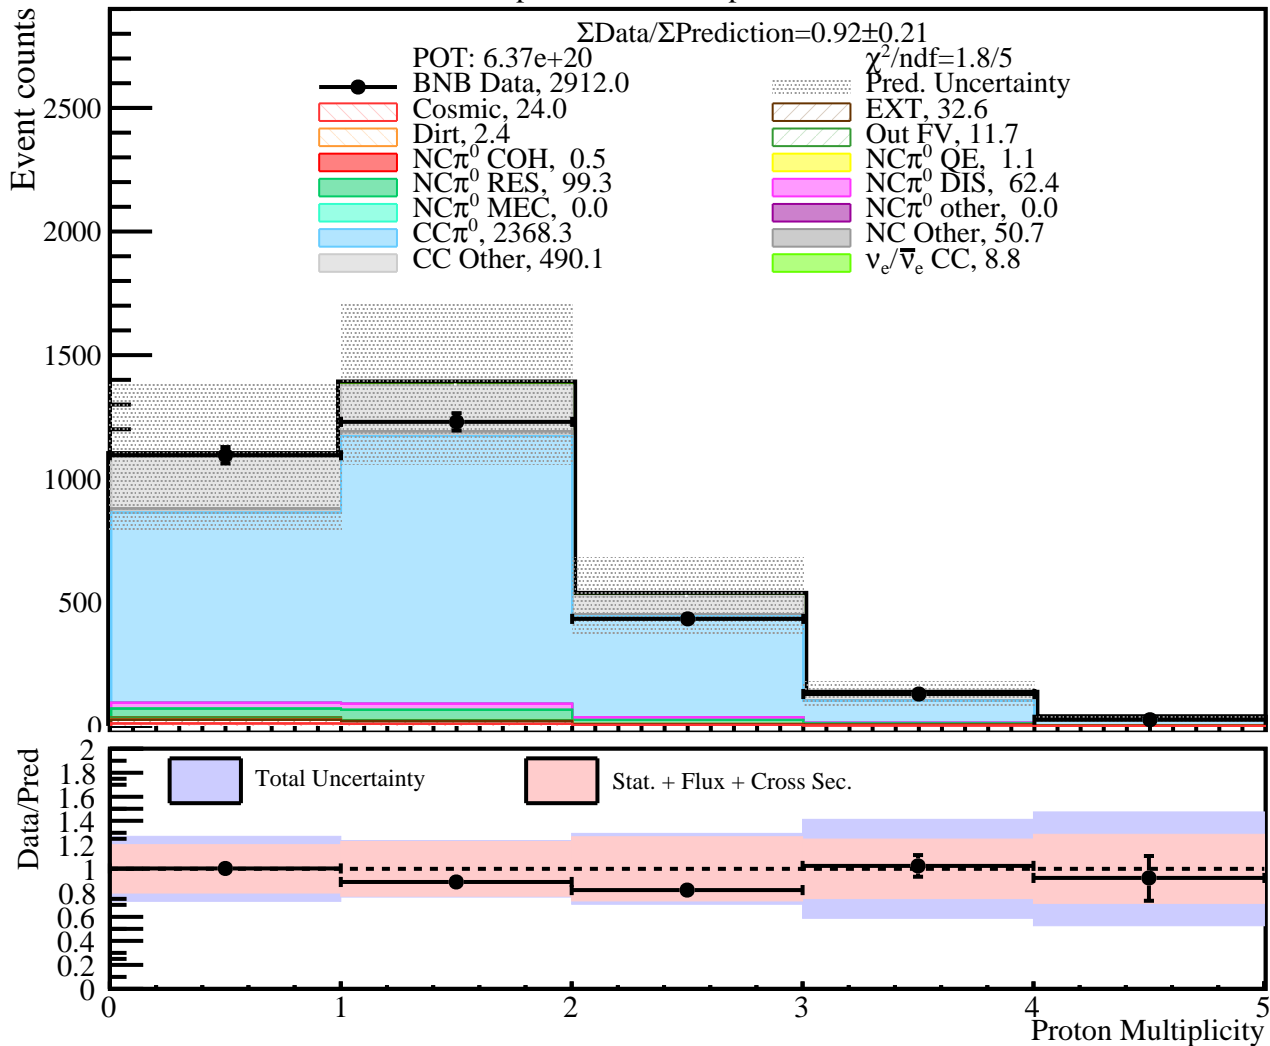 ΣData/ΣPrediction=0.92±0.21
POT: 6.37e+20
χ²/ndf=1.8/5
BNB Data, 2912.0
Pred. Uncertainty
Cosmic, 24.0
EXT, 32.6
Dirt, 2.4
Out FV, 11.7
NCπ⁰ COH, 0.5
NCπ⁰ QE, 1.1
NCπ⁰ RES, 99.3
NCπ⁰ DIS, 62.4
NCπ⁰ MEC, 0.0
NCπ⁰ other, 0.0
CCπ⁰, 2368.3
NC Other, 50.7
CC Other, 490.1
νₑ/ν̅ₑ CC, 8.8
Event counts
2500
2000
1500
1000
500
0
Total Uncertainty
Stat. + Flux + Cross Sec.
Data/Pred
2
1.8
1.6
1.4
1.2
1
0.8
0.6
0.4
0.2
0
0 1 2 3 4 5
Proton Multiplicity